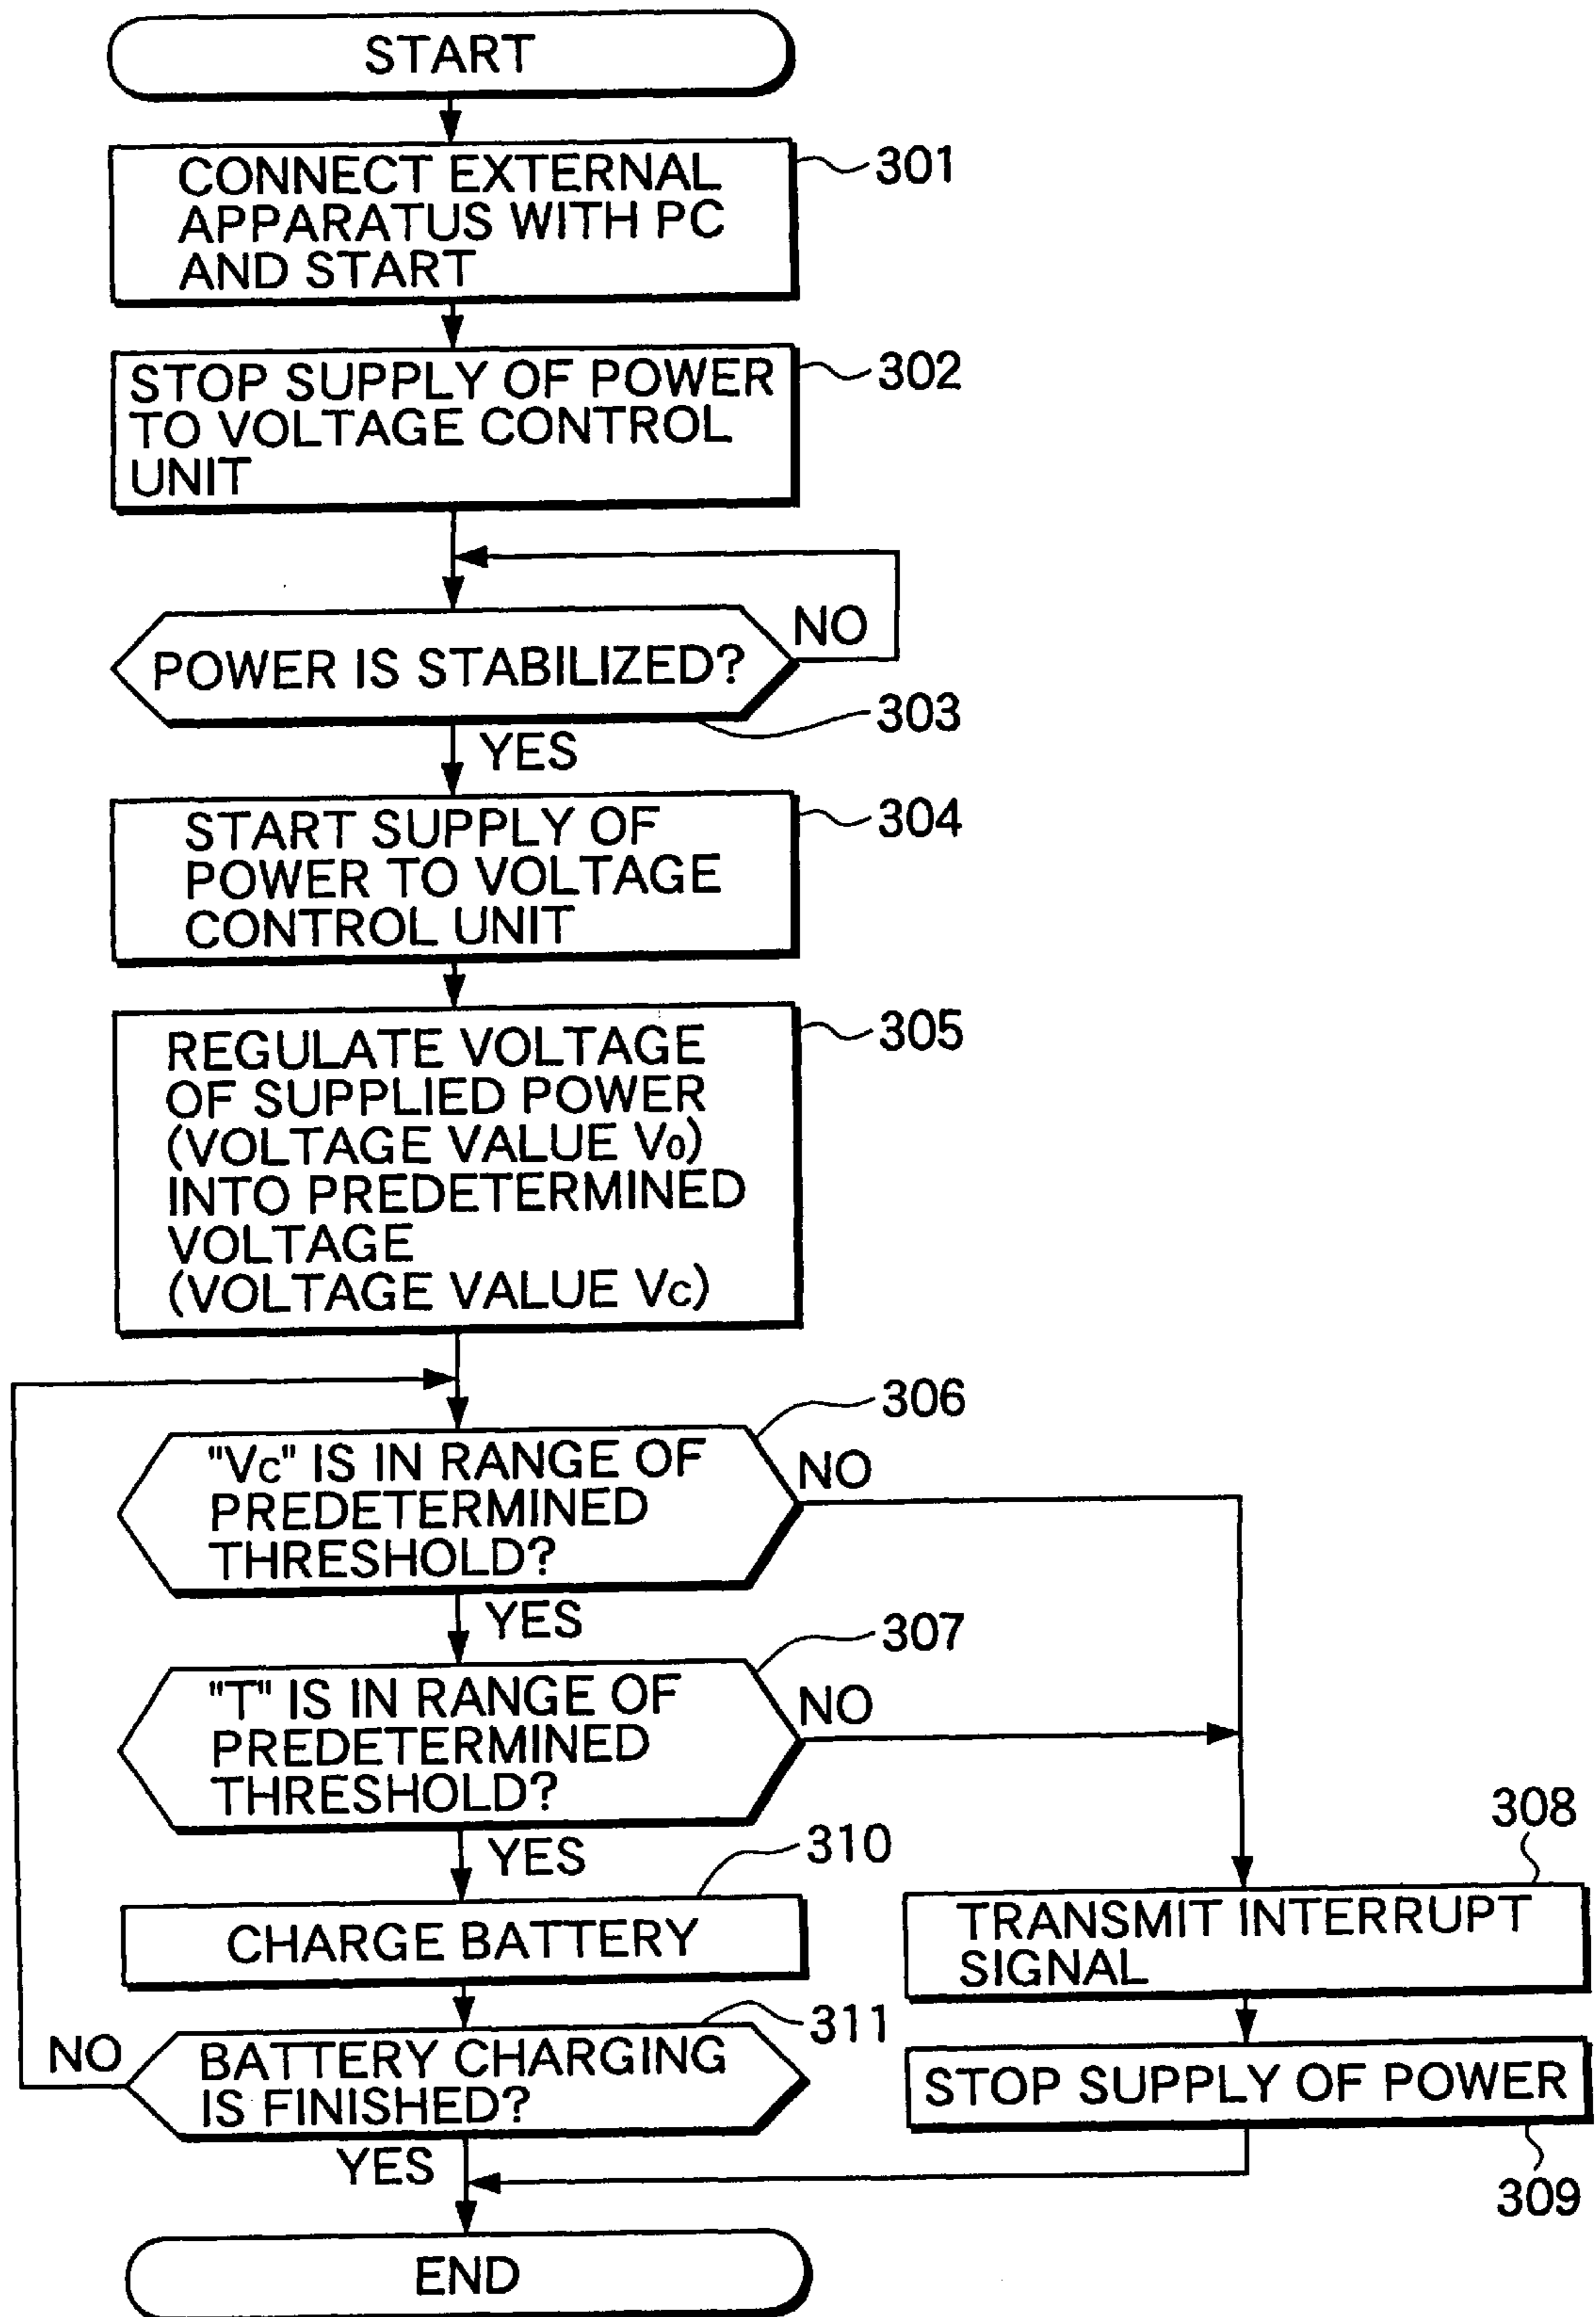 START
CONNECT EXTERNAL
APPARATUS WITH PC
AND START
301
STOP SUPPLY OF POWER
TO VOLTAGE CONTROL
UNIT
302
POWER IS STABILIZED?
NO
303
YES
START SUPPLY OF
POWER TO VOLTAGE
CONTROL UNIT
304
REGULATE VOLTAGE
OF SUPPLIED POWER
(VOLTAGE VALUE V0)
INTO PREDETERMINED
VOLTAGE
(VOLTAGE VALUE VC)
305
306
"VC" IS IN RANGE OF
PREDETERMINED
THRESHOLD?
NO
YES
307
"T" IS IN RANGE OF
PREDETERMINED
THRESHOLD?
NO
YES
310
CHARGE BATTERY
308
TRANSMIT INTERRUPT
SIGNAL
311
BATTERY CHARGING
IS FINISHED?
NO
YES
STOP SUPPLY OF POWER
309
END